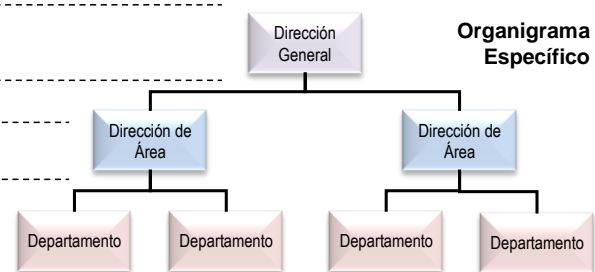 Organigrama
Específico
Dirección
General
Dirección de
Área
Dirección de
Área
Departamento
Departamento
Departamento
Departamento